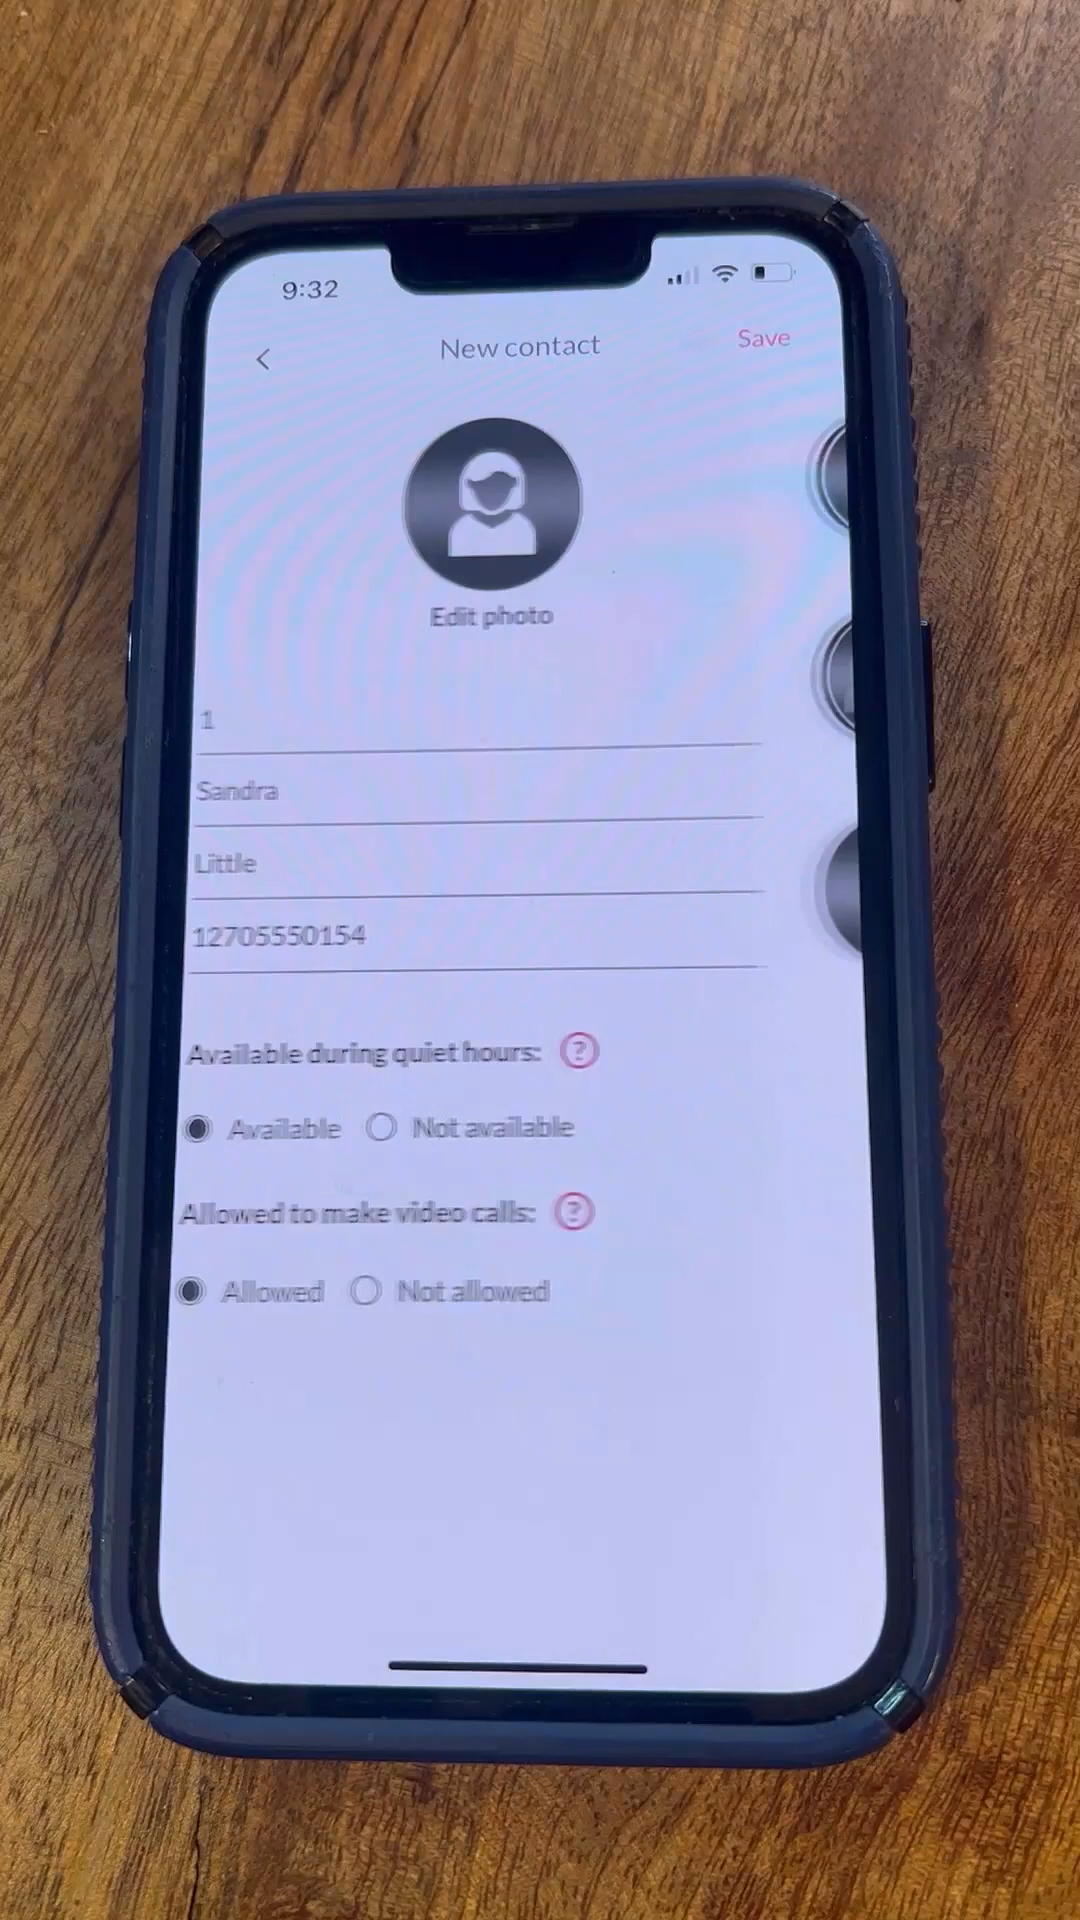 9:32
New contact
Save
Edit photo
1
Sandra
Little
12705550154
Available during quiet hours: ?
Available Not available
Allowed to make video calls: ?
Allowed Not allowed